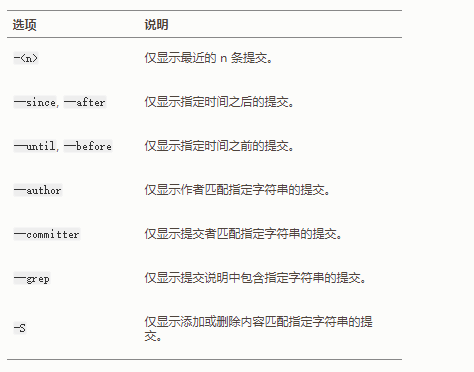 选项 说明
-<n> 仅显示最近的 n 条提交。
--since, --after 仅显示指定时间之后的提交。
--until, --before 仅显示指定时间之前的提交。
--author 仅显示作者匹配指定字符串的提交。
--committer 仅显示提交者匹配指定字符串的提交。
--grep 仅显示提交说明中包含指定字符串的提交。
-S 仅显示添加或删除内容匹配指定字符串的提
交。